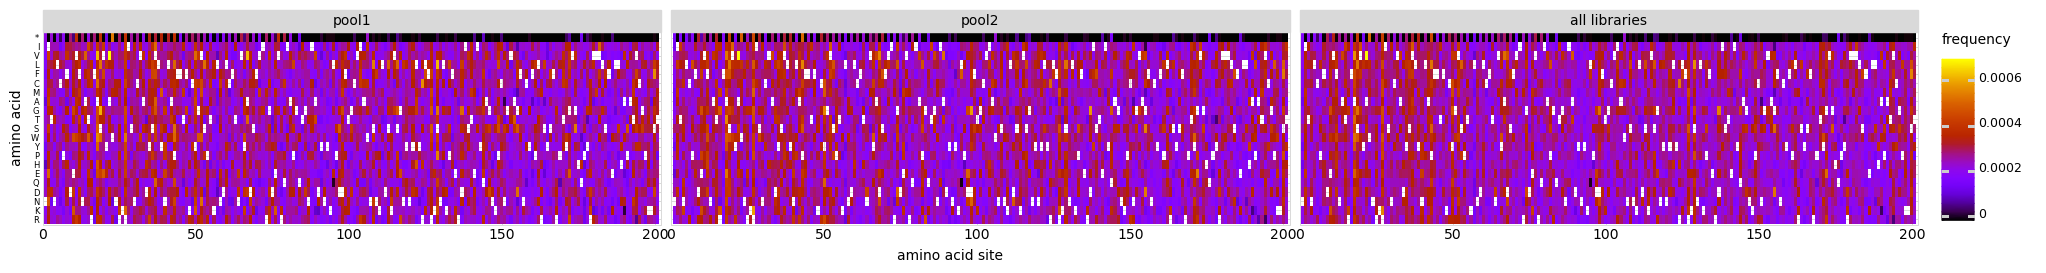 pool1
pool2
all libraries
frequency
0.0006
0.0004
0.0002
0
amino acid
*
I
V
L
F
C
M
A
G
T
S
W
Y
P
H
E
Q
D
N
K
R
0 50 100 150 200
0 50 100 150 200
0 50 100 150 200
amino acid site